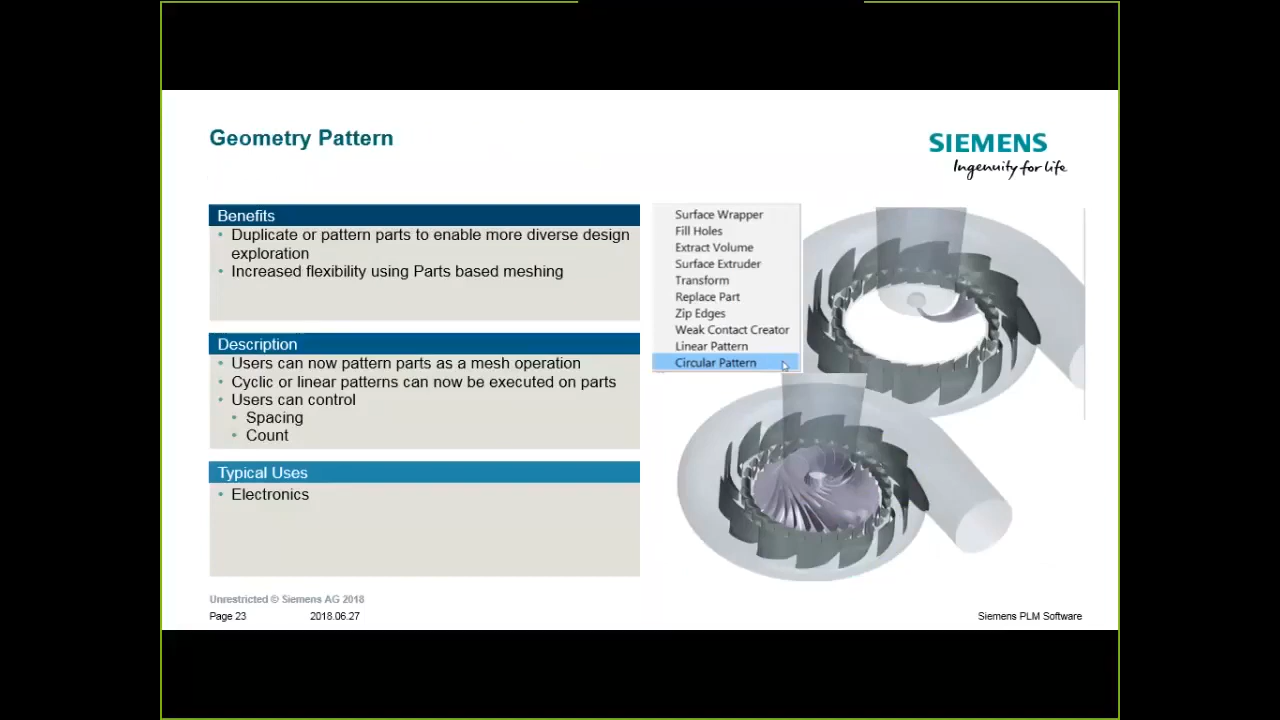 Geometry Pattern
SIEMENS
Ingenuity for life
Benefits
• Duplicate or pattern parts to enable more diverse design
exploration
• Increased flexibility using Parts based meshing
Description
• Users can now pattern parts as a mesh operation
• Cyclic or linear patterns can now be executed on parts
• Users can control
• Spacing
• Count
Typical Uses
• Electronics
Surface Wrapper
Fill Holes
Extract Volume
Surface Extruder
Transform
Replace Part
Zip Edges
Weak Contact Creator
Linear Pattern
Circular Pattern
Unrestricted © Siemens AG 2018
Page 23 2018.06.27 Siemens PLM Software